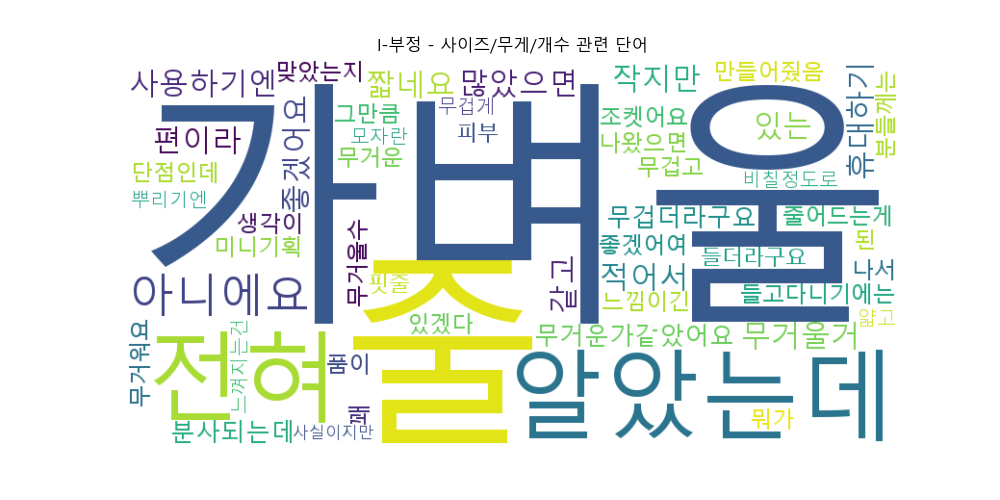 I-부정 - 사이즈/무게/개수 관련 단어
사용하기엔
맞았는지
짧네요
많았으면
작지만
만들어줬음
가벼울
줄
알았는데
전혀
아니에요
편이라
단점인데
뿌리기엔
생각이
미니기획
좋겠어요
그만큼
모자란
무거운
무겁게
피부
조켓어요
나왔으면
무겁고
있는
휴대하기
분들께는
비칠정도로
무겁더라구요
줄어드는게
좋겠어여
들더라구요
된
적어서
나서
느낌이긴
들고다니기에는
얇고
무거울수
핏줄
같고
있겠다
무거운가같았어요
무거울거
무거워요
느껴지는건
품이
꽤
분사되는데
사실이지만
뭐가